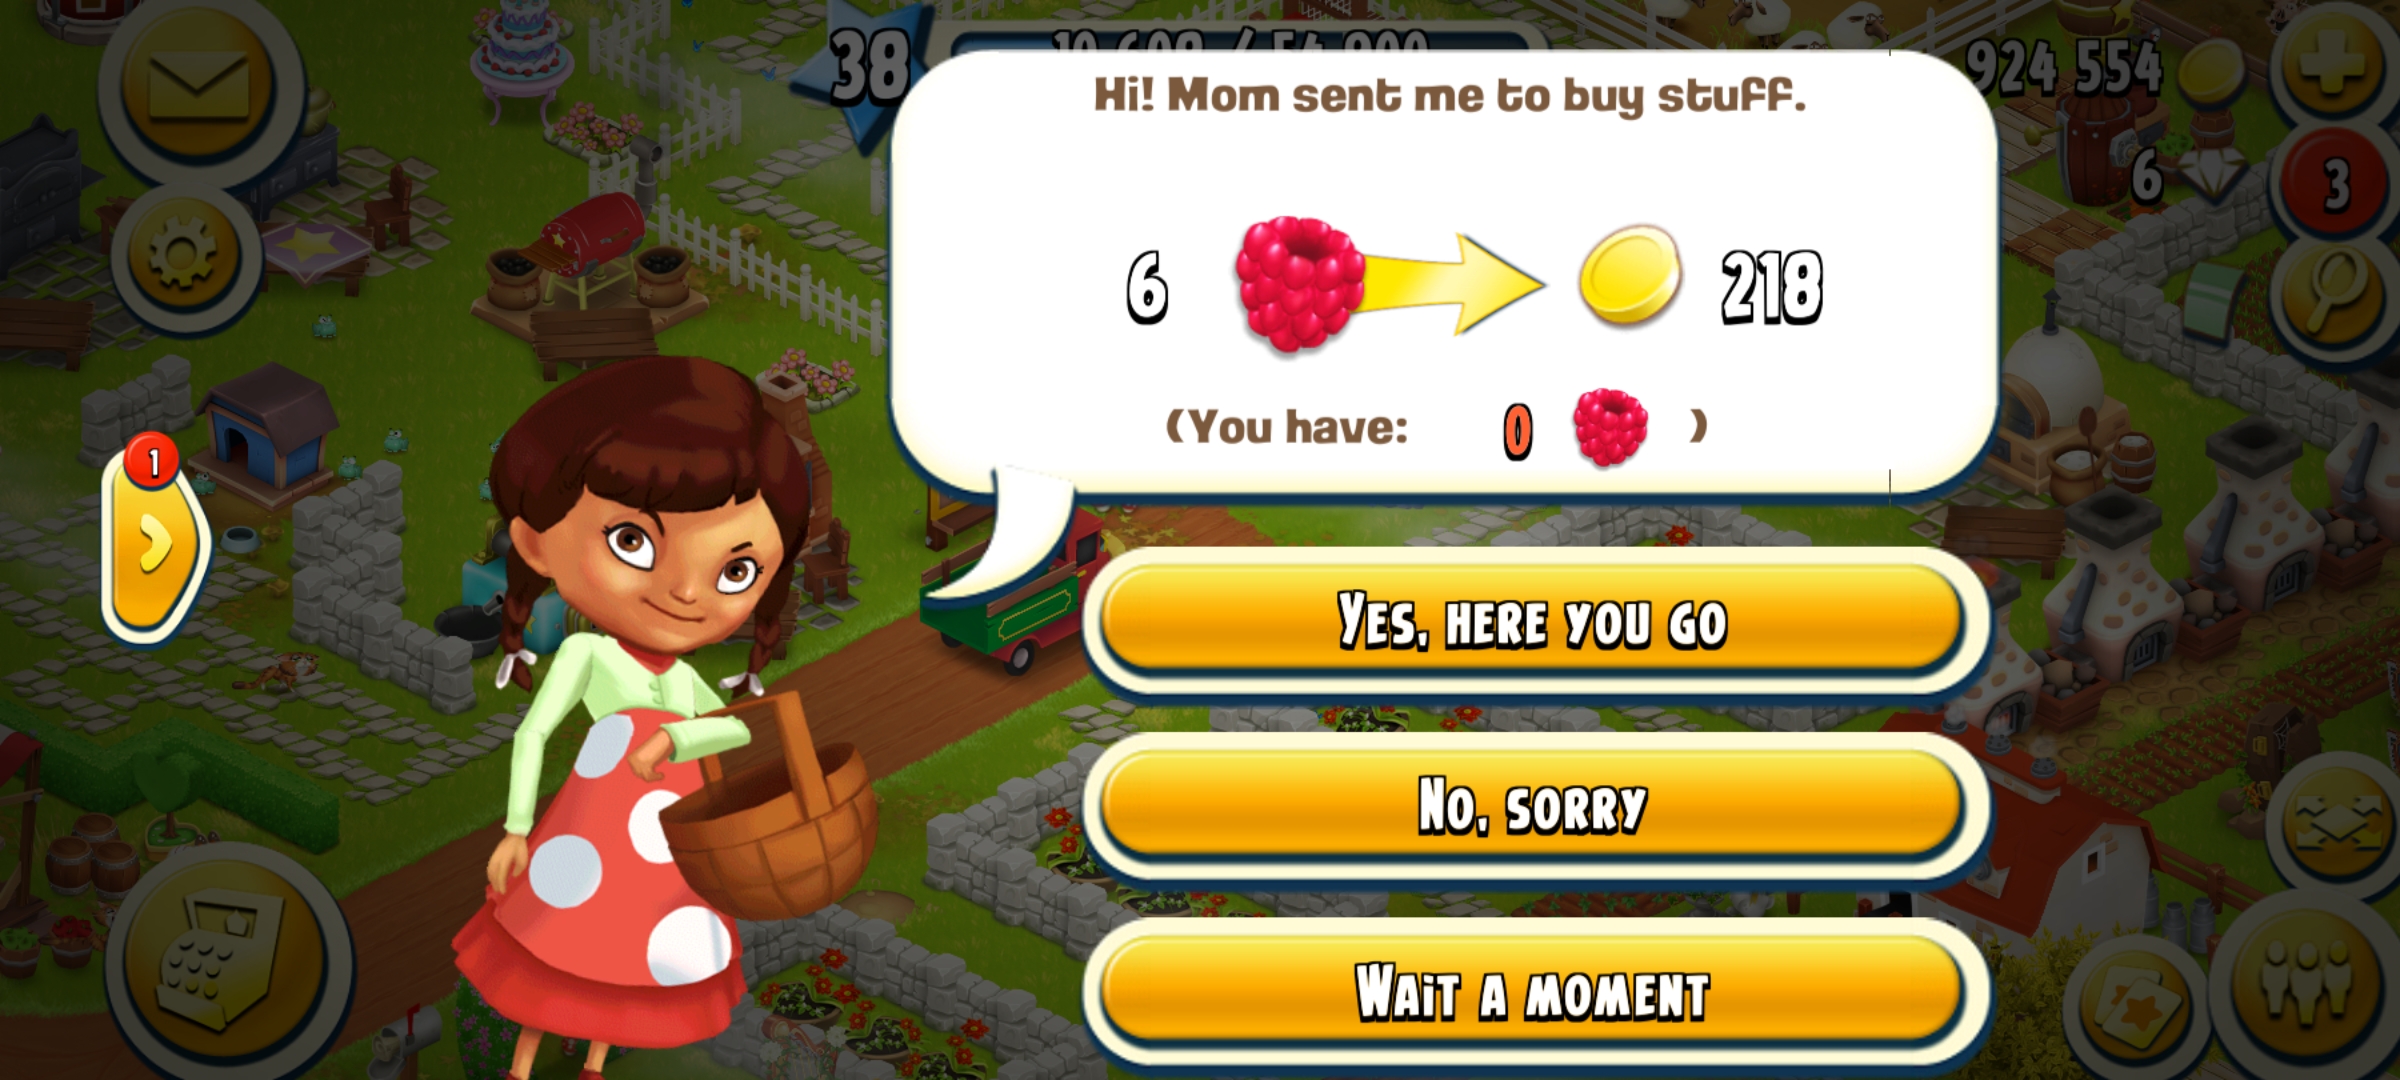 38
924 554
Hi! Mom sent me to buy stuff.
6
3
6
218
(You have: 0 )
1
Yes, here you go
No, sorry
Wait a moment